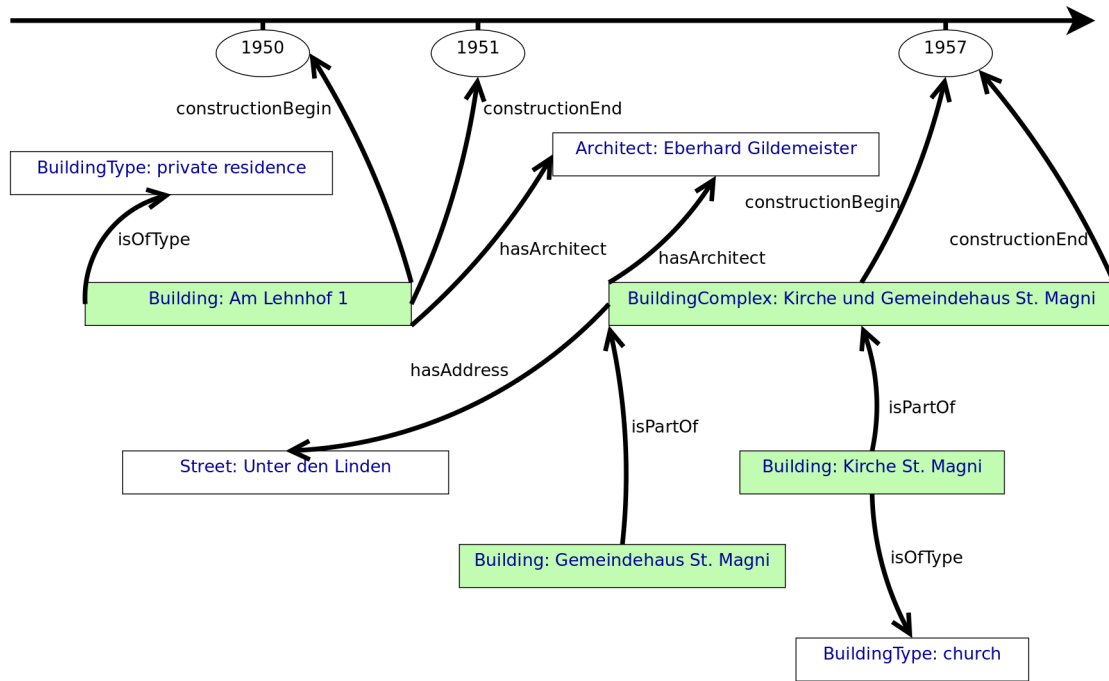 1950
1951
1957
constructionBegin
constructionEnd
Architect: Eberhard Gildemeister
BuildingType: private residence
constructionBegin
isOfType
hasArchitect
hasArchitect
constructionEnd
Building: Am Lehnhof 1
BuildingComplex: Kirche und Gemeindehaus St. Magni
hasAddress
isPartOf
isPartOf
Street: Unter den Linden
Building: Kirche St. Magni
Building: Gemeindehaus St. Magni
isOfType
BuildingType: church